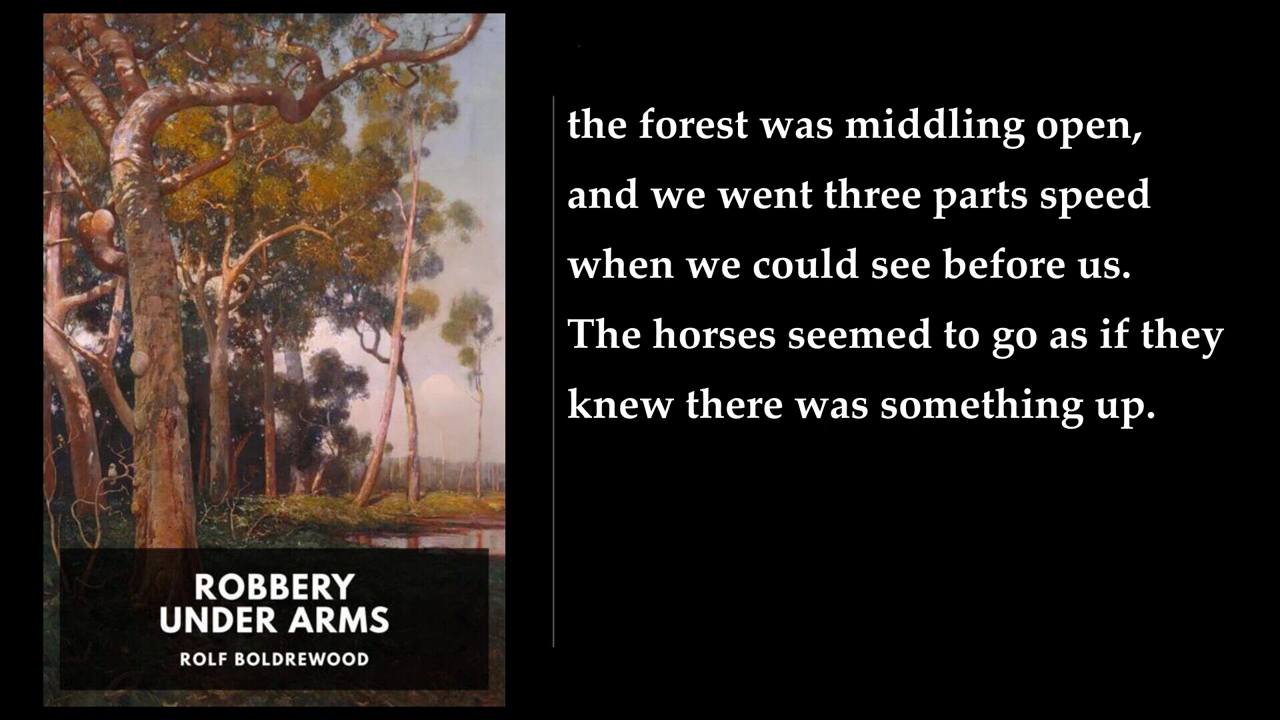 the forest was middling open,
and we went three parts speed
when we could see before us.
The horses seemed to go as if they
knew there was something up.
ROBBERY
UNDER ARMS
ROLF BOLDREWOOD